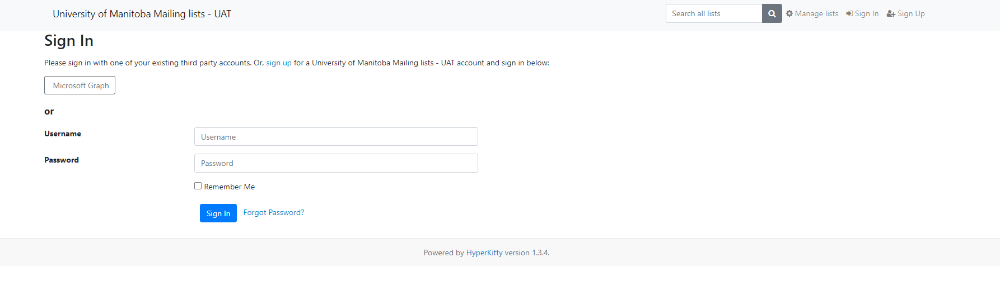 University of Manitoba Mailing lists - UAT
Search all lists
Manage lists
Sign In
Sign Up
Sign In
Please sign in with one of your existing third party accounts. Or, sign up for a University of Manitoba Mailing lists - UAT account and sign in below:
Microsoft Graph
or
Username
Username
Password
Password
Remember Me
Sign In
Forgot Password?
Powered by HyperKitty version 1.3.4.